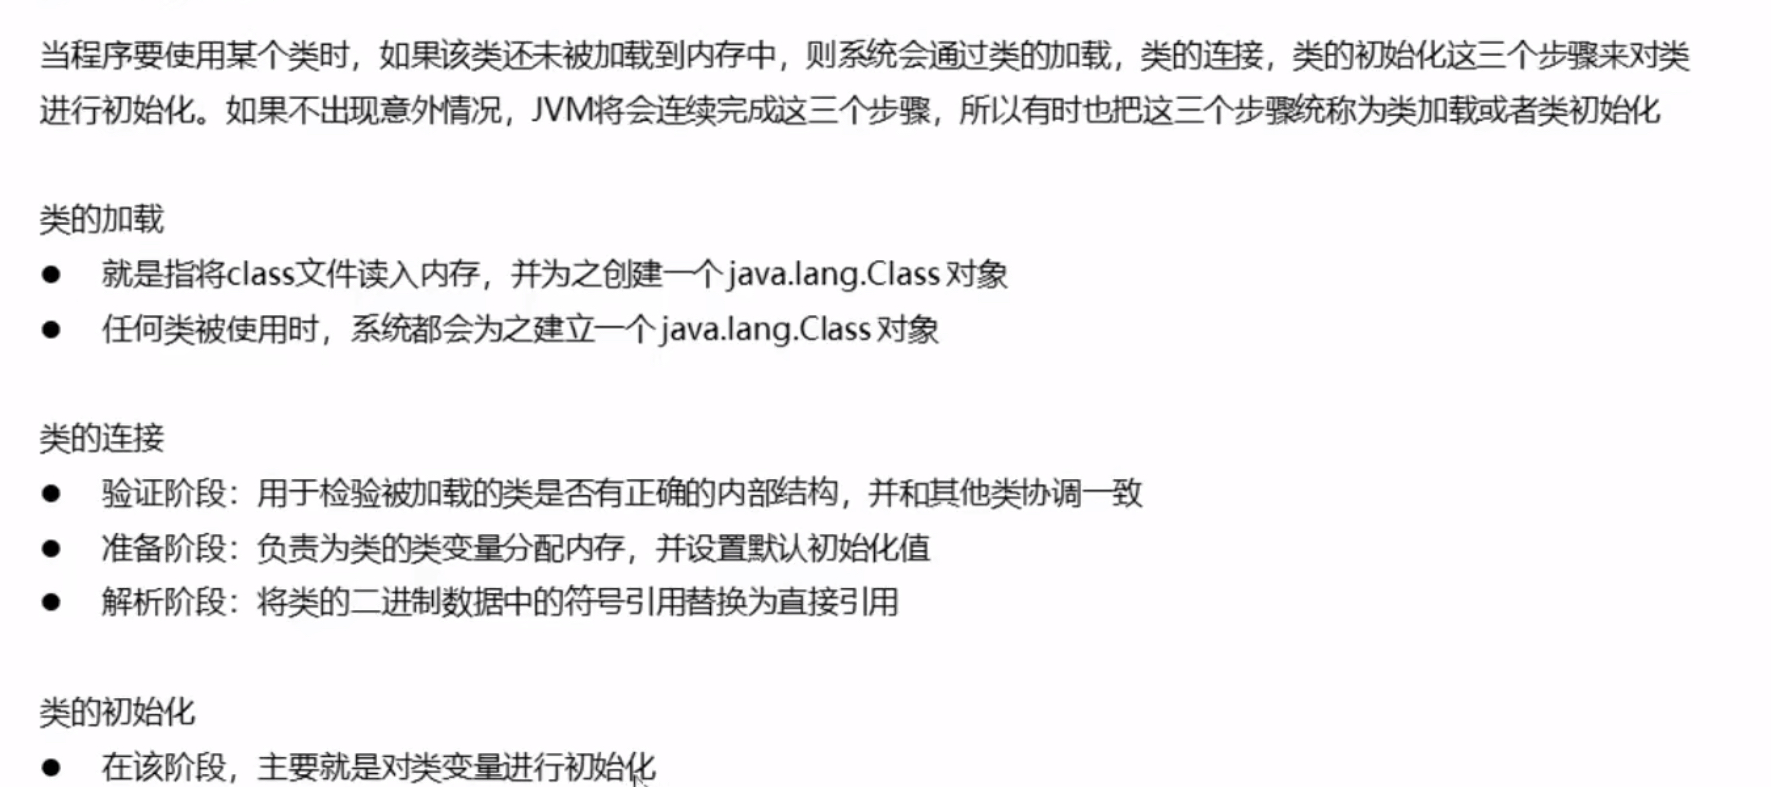 当程序要使用某个类时，如果该类还未被加载到内存中，则系统会通过类的加载，类的连接，类的初始化这三个步骤来对类
进行初始化。如果不出现意外情况，JVM将会连续完成这三个步骤，所以有时也把这三个步骤统称为类加载或者类初始化
类的加载
● 就是指将class文件读入内存，并为之创建一个 java.lang.Class 对象
● 任何类被使用时，系统都会为之建立一个 java.lang.Class 对象
类的连接
● 验证阶段：用于检验被加载的类是否有正确的内部结构，并和其他类协调一致
● 准备阶段：负责为类的类变量分配内存，并设置默认初始化值
● 解析阶段：将类的二进制数据中的符号引用替换为直接引用
类的初始化
● 在该阶段，主要就是对类变量进行初始化